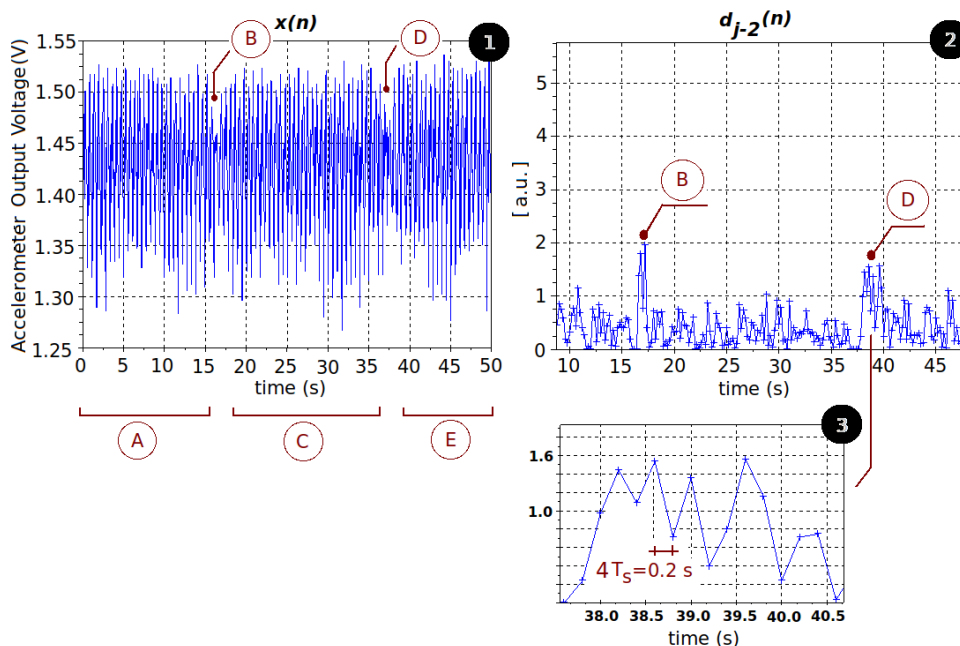 x(n)
1
B
D
Accelerometer Output Voltage(V)
1.55
1.50
1.45
1.40
1.35
1.30
1.25
0 5 10 15 20 25 30 35 40 45 50
time (s)
A
C
E
d j-2 (n)
2
[a.u.]
5
4
3
2
1
0
B
D
10 15 20 25 30 35 40 45
time (s)
3
1.6
1.0
4Ts=0.2 s
38.0 38.5 39.0 39.5 40.0 40.5
time (s)